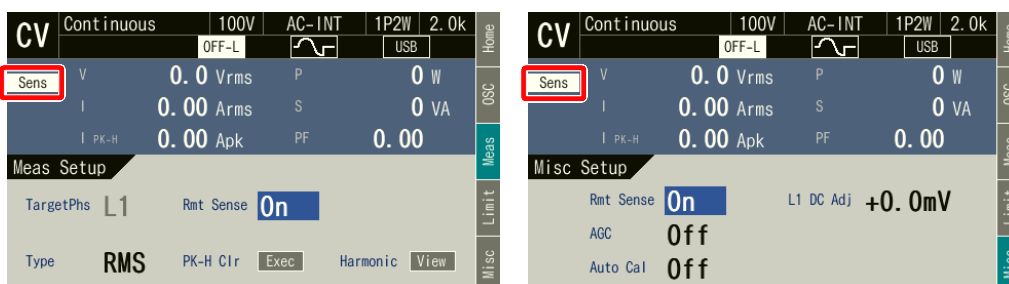 CV Continuous 100V AC-INT 1P2W 2.0k
OFF-L USB
Home
Sens V 0.0 Vrms P 0 W
OSC
I 0.00 Arms S 0 VA
I PK-H 0.00 Apk PF 0.00
Meas
Meas Setup
TargetPhs L1 Rmt Sense On
Limit
Type RMS PK-H Clr Exec Harmonic View
Misc
CV Continuous 100V AC-INT 1P2W 2.0k
OFF-L USB
Sens V 0.0 Vrms P 0 W
I 0.00 Arms S 0 VA
I PK-H 0.00 Apk PF 0.00
Misc Setup
Rmt Sense On L1 DC Adj +0.0mV
AGC Off
Auto Cal Off